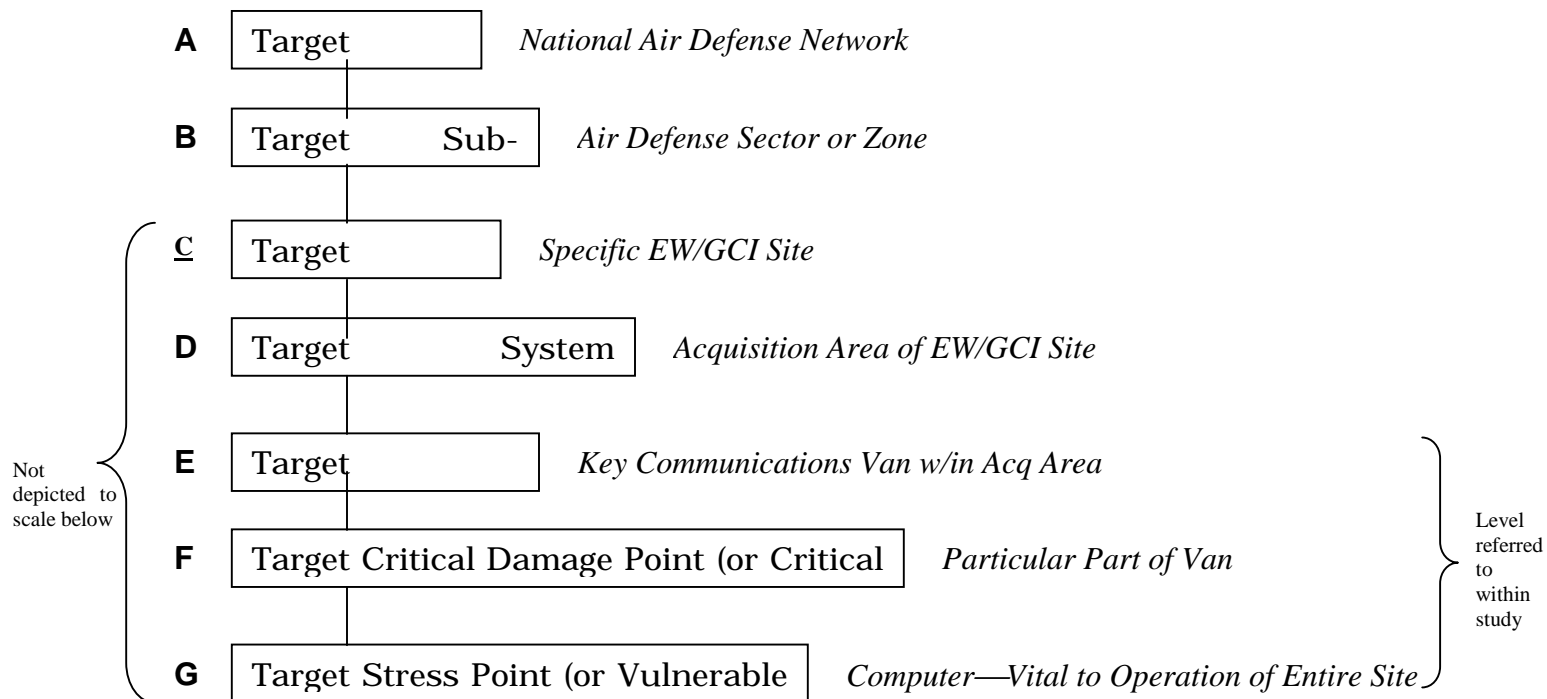 A Target National Air Defense Network
B Target Sub- Air Defense Sector or Zone
C Target Specific EW/GCI Site
D Target System Acquisition Area of EW/GCI Site
E Target Key Communications Van w/in Acq Area
F Target Critical Damage Point (or Critical Particular Part of Van
G Target Stress Point (or Vulnerable Computer—Vital to Operation of Entire Site
Not
depicted to
scale below
Level
referred
to
within
study